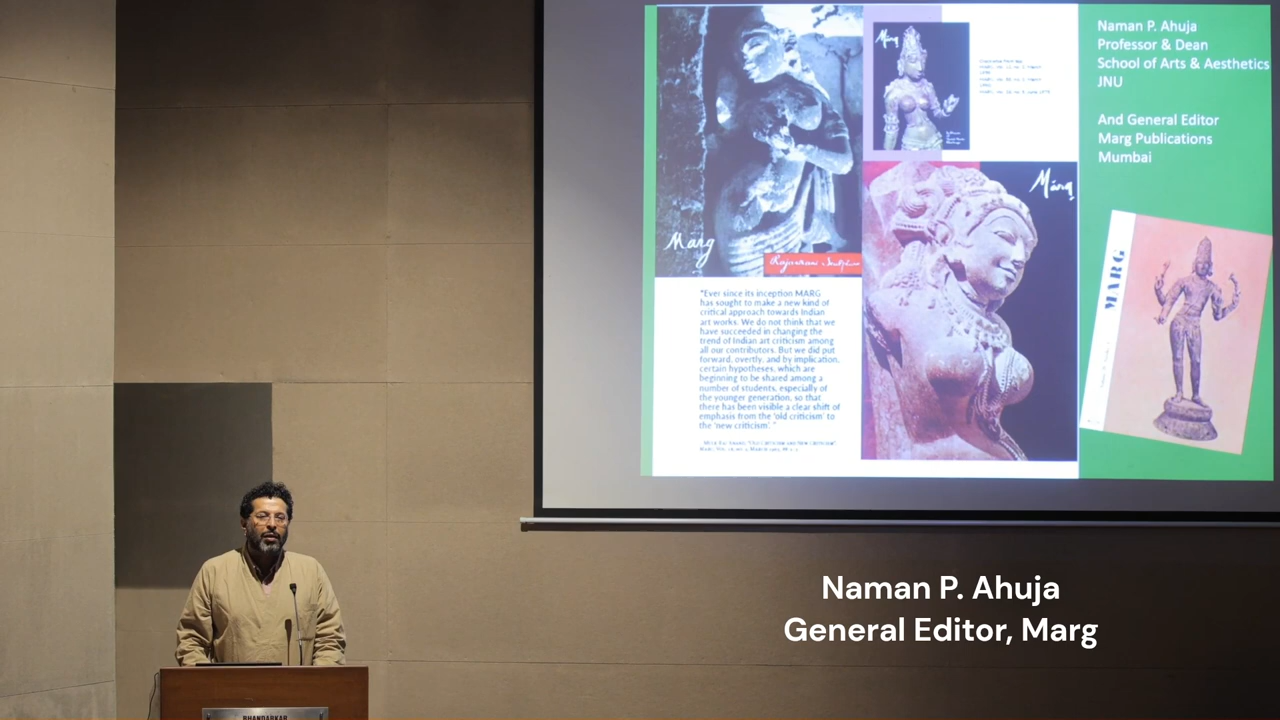 Marg
Rajasthani Sculpture
"Ever since its inception MARG
has sought to make a new kind of
critical approach towards Indian
art works. We do not think that we
have succeeded in changing the
trend of Indian art criticism among
all our contributors. But we did put
forward, overtly, and by implication,
certain hypotheses, which are
beginning to be shared among a
number of students, especially of
the younger generation, so that
there has been visible a clear shift of
emphasis from the 'old criticism' to
the 'new criticism'. "
Marg
Marg
Naman P. Ahuja
Professor & Dean
School of Arts & Aesthetics
JNU
And General Editor
Marg Publications
Mumbai
MARG
Naman P. Ahuja
General Editor, Marg
BHANDARKAR